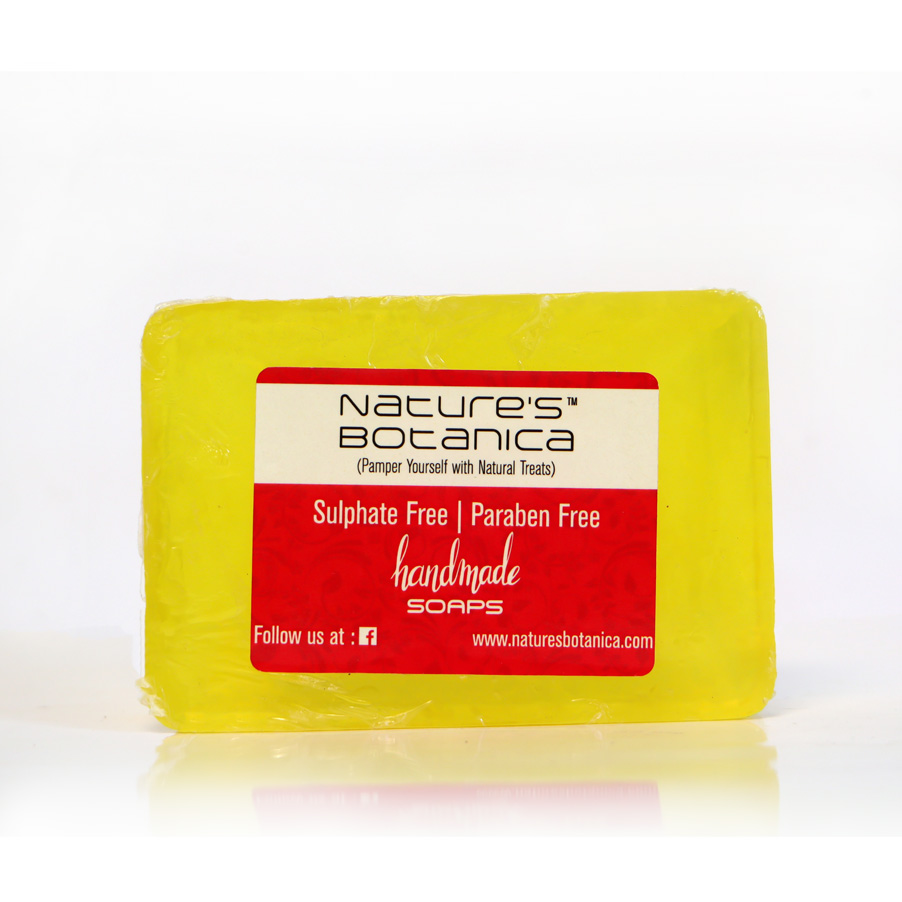 Nature's™
Botanica
(Pamper Yourself with Natural Treats)
Sulphate Free | Paraben Free
handmade
SOAPS
Follow us at : f
www.naturesbotanica.com